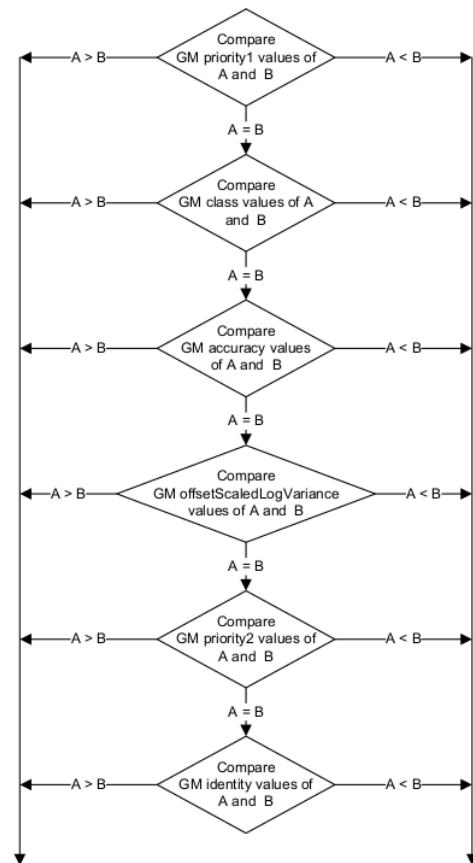 Compare
GM priority1 values of
A and B
A > B
A < B
A = B
Compare
GM class values of A
and B
A > B
A < B
A = B
Compare
GM accuracy values
of A and B
A > B
A < B
A = B
Compare
GM offsetScaledLogVariance
values of A and B
A > B
A < B
A = B
Compare
GM priority2 values of
A and B
A > B
A < B
A = B
Compare
GM identity values of
A and B
A > B
A < B